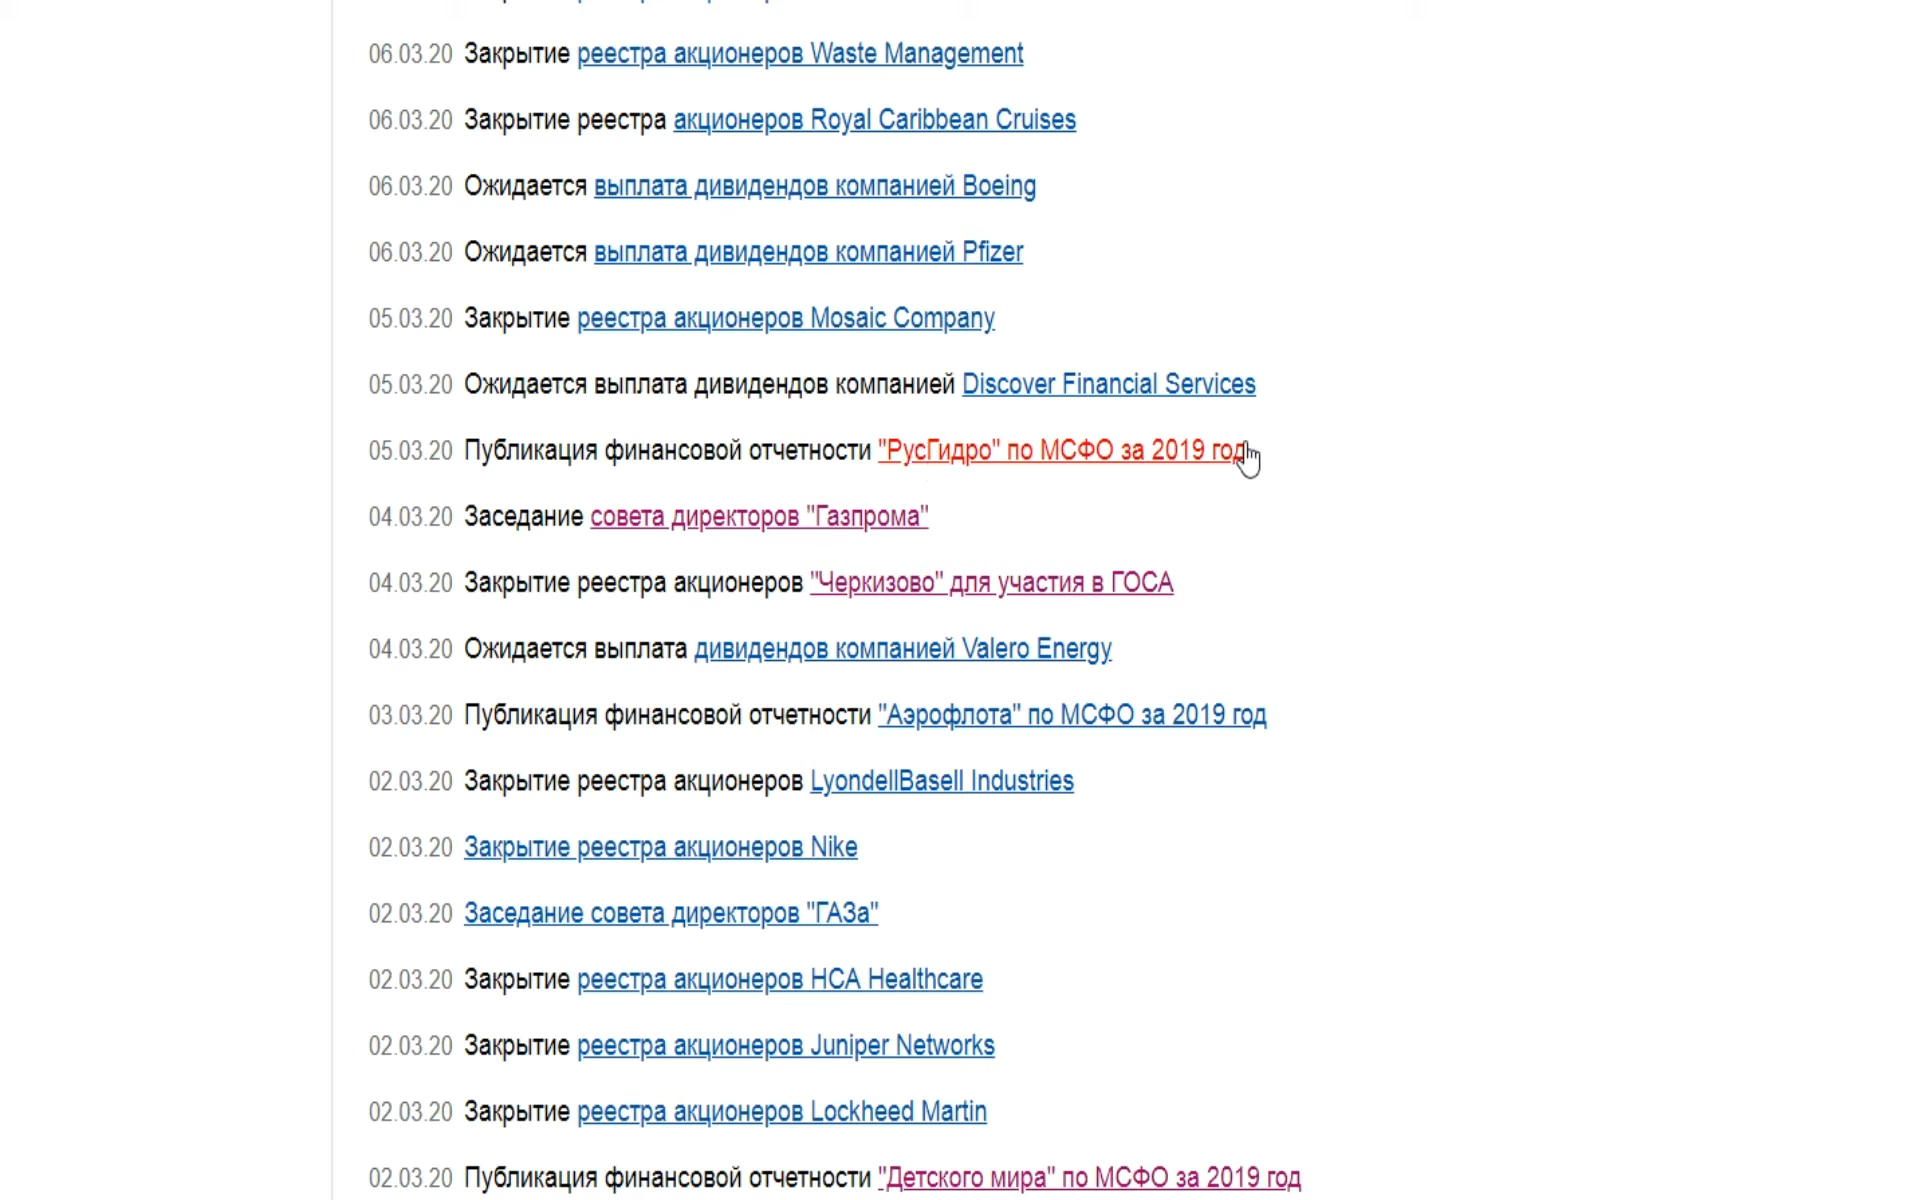 06.03.20 Закрытие реестра акционеров Waste Management
06.03.20 Закрытие реестра акционеров Royal Caribbean Cruises
06.03.20 Ожидается выплата дивидендов компанией Boeing
06.03.20 Ожидается выплата дивидендов компанией Pfizer
05.03.20 Закрытие реестра акционеров Mosaic Company
05.03.20 Ожидается выплата дивидендов компанией Discover Financial Services
05.03.20 Публикация финансовой отчетности "РусГидро" по МСФО за 2019 год
04.03.20 Заседание совета директоров "Газпрома"
04.03.20 Закрытие реестра акционеров "Черкизово" для участия в ГОСА
04.03.20 Ожидается выплата дивидендов компанией Valero Energy
03.03.20 Публикация финансовой отчетности "Аэрофлота" по МСФО за 2019 год
02.03.20 Закрытие реестра акционеров LyondellBasell Industries
02.03.20 Закрытие реестра акционеров Nike
02.03.20 Заседание совета директоров "ГАЗа"
02.03.20 Закрытие реестра акционеров HCA Healthcare
02.03.20 Закрытие реестра акционеров Juniper Networks
02.03.20 Закрытие реестра акционеров Lockheed Martin
02.03.20 Публикация финансовой отчетности "Детского мира" по МСФО за 2019 год